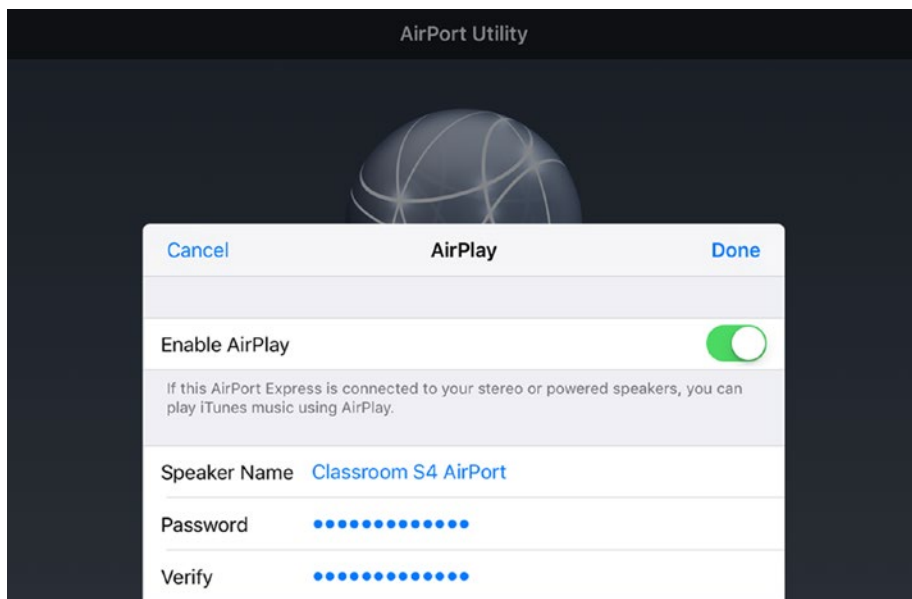 AirPort Utility
Cancel AirPlay Done
Enable AirPlay
If this AirPort Express is connected to your stereo or powered speakers, you can
play iTunes music using AirPlay.
Speaker Name Classroom S4 AirPort
Password •••••••••••••
Verify •••••••••••••